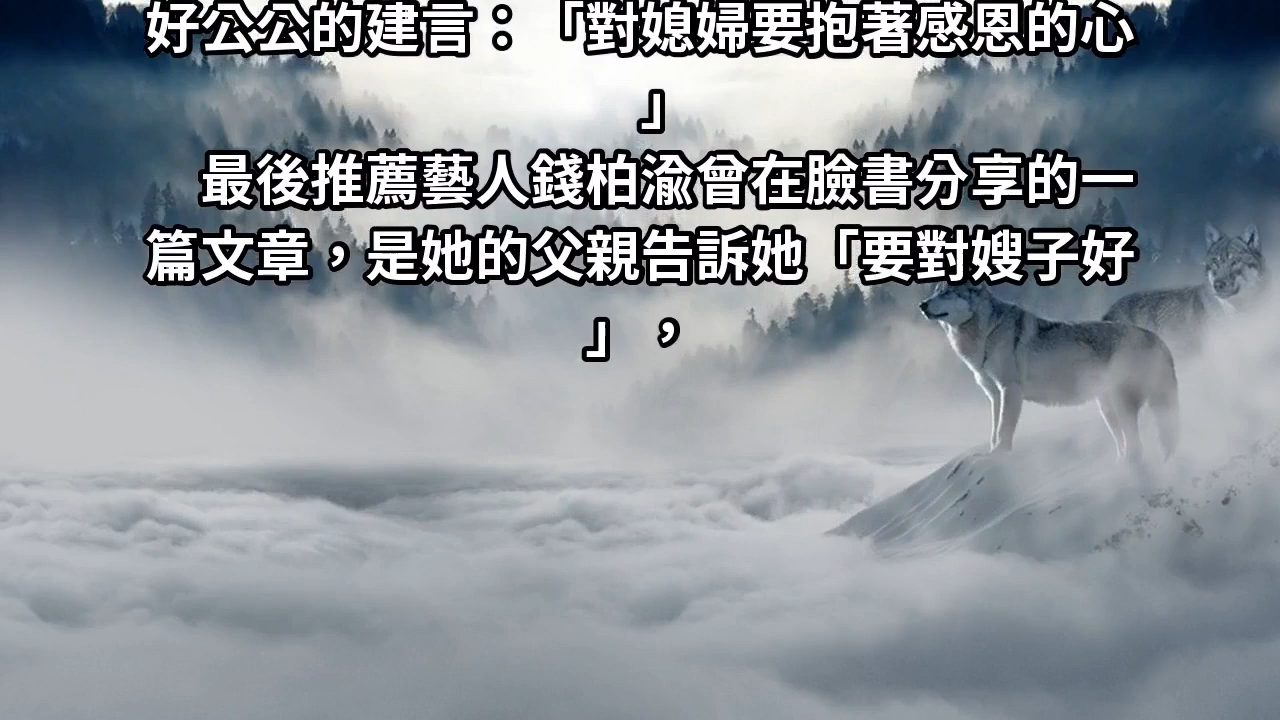 好公公的建言：「對媳婦要抱著感恩的心
」
最後推薦藝人錢柏渝曾在臉書分享的一
篇文章，是她的父親告訴她「要對嫂子好
」，